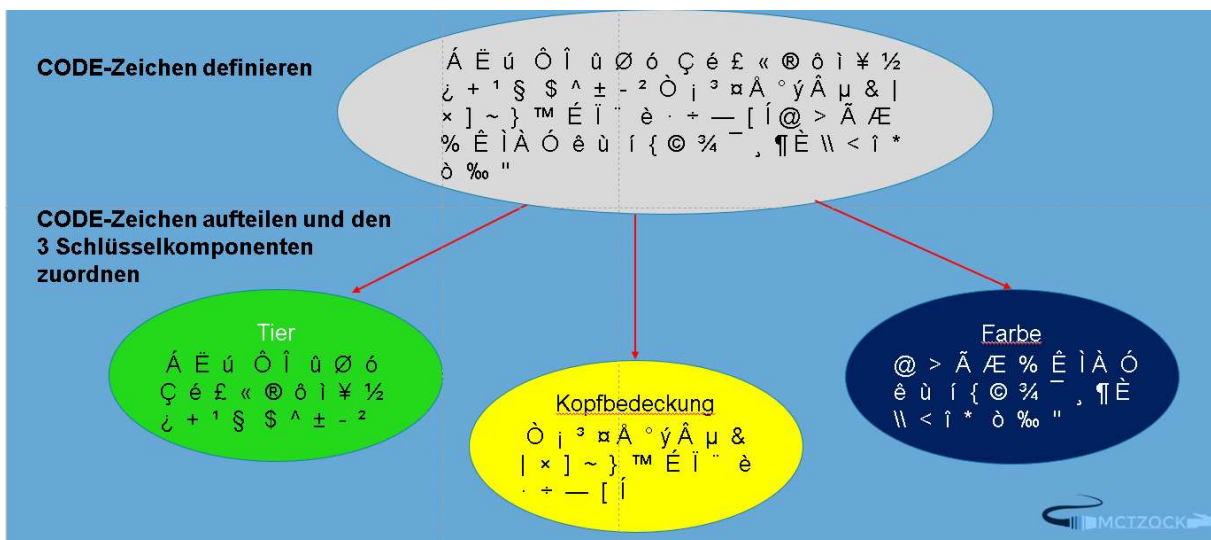 CODE-Zeichen definieren
Á Ë ú Ô Î û Ø ó Ç é £ « ® ô ì ¥ ½
¿ + ¹ § $ ^ ± - ² Ò ¡ ³ ¤ Å ° ý Â µ & |
× ] ~ } ™ É Ï ¨ è · ÷ — [ Í @ > Ã Æ
% Ê Ì À Ó ê ù í { © ¾ ¯ ¸ ¶ È \\ < î *
ò ‰ "
CODE-Zeichen aufteilen und den
3 Schlüsselkomponenten
zuordnen
Tier
Á Ë ú Ô Î û Ø ó
Ç é £ « ® ô ì ¥ ½
¿ + ¹ § $ ^ ± - ²
Kopfbedeckung
Ò ¡ ³ ¤ Å ° ý Â µ &
| × ] ~ } ™ É Ï ¨ è
· ÷ — [ Í
Farbe
@ > Ã Æ % Ê Ì À Ó
ê ù í { © ¾ ¯ ¸ ¶ È
\\ < î * ò ‰ "
MCTZOCK